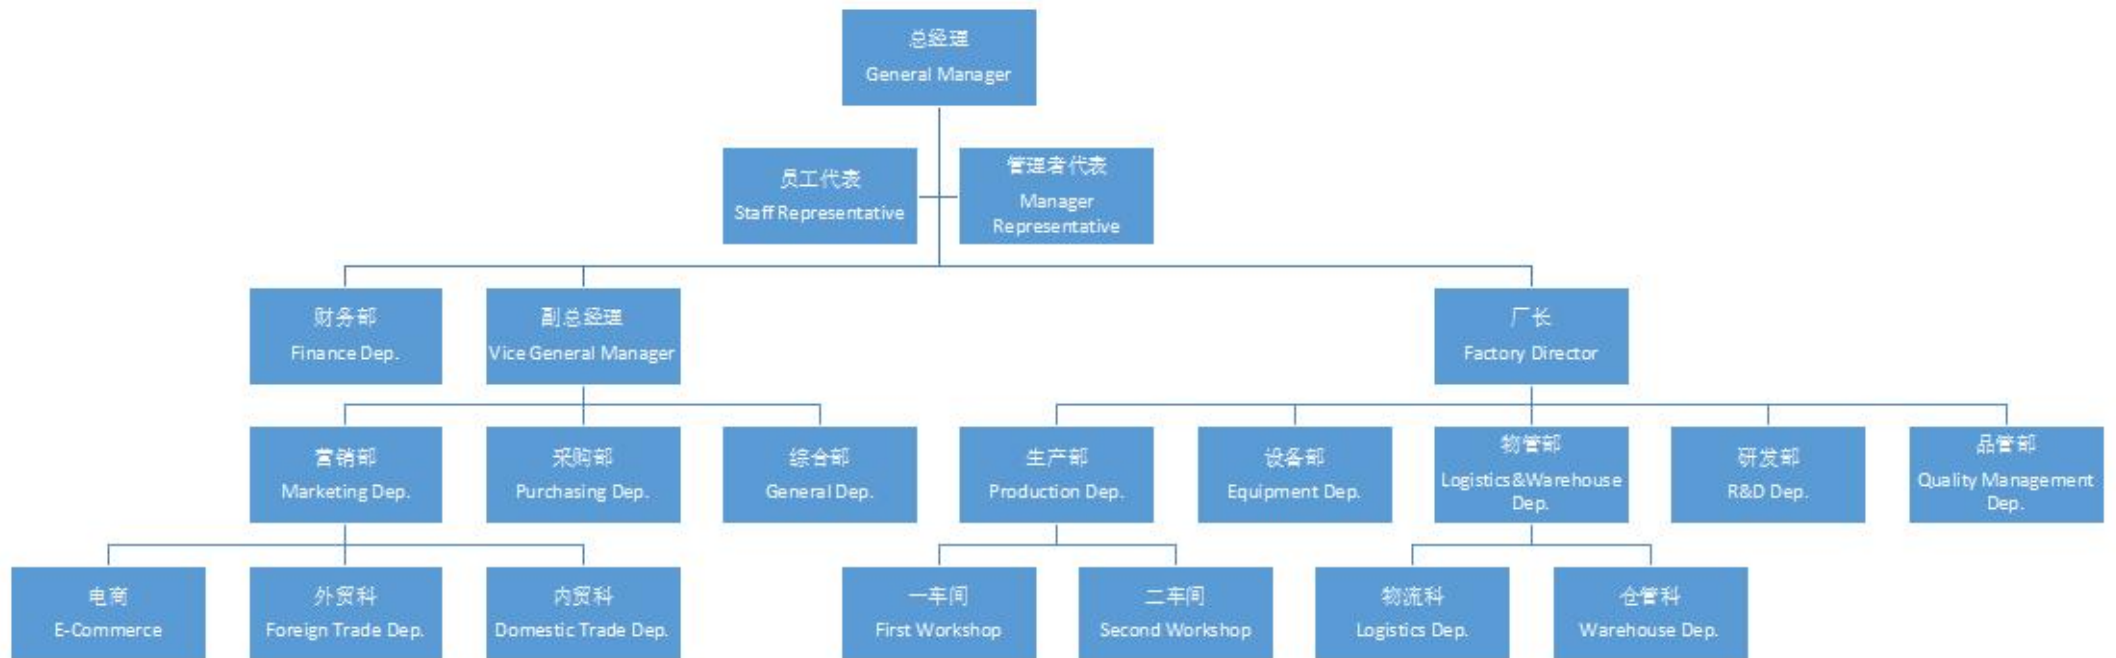 总经理
General Manager
员工代表
Staff Representative
管理者代表
Manager
Representative
财务部
Finance Dep.
副总经理
Vice General Manager
厂长
Factory Director
营销部
Marketing Dep.
采购部
Purchasing Dep.
综合部
General Dep.
生产部
Production Dep.
设备部
Equipment Dep.
物管部
Logistics&Warehouse
Dep.
研发部
R&D Dep.
品管部
Quality Management
Dep.
电商
E-Commerce
外贸科
Foreign Trade Dep.
内贸科
Domestic Trade Dep.
一车间
First Workshop
二车间
Second Workshop
物流科
Logistics Dep.
仓管科
Warehouse Dep.